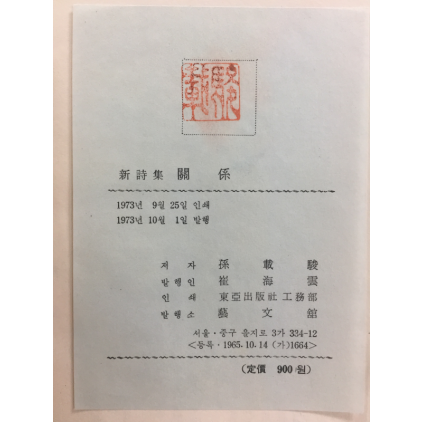 新詩集 關係
1973년 9월 25일 인쇄
1973년 10월 1일 발행
저자 孫載駿
발행인 崔海雲
인쇄 東亞出版社工務部
발행소 藝文館
서울·중구 을지로 3가 334-12
<등록·1965.10.14 (가)1664>
(定價 900원)